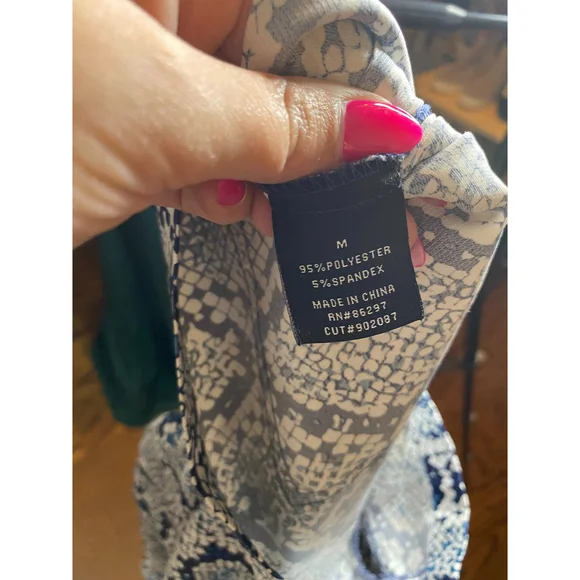 M
95%POLYESTER
5%SPANDEX
MADE IN CHINA
RN#86297
CUT#902087